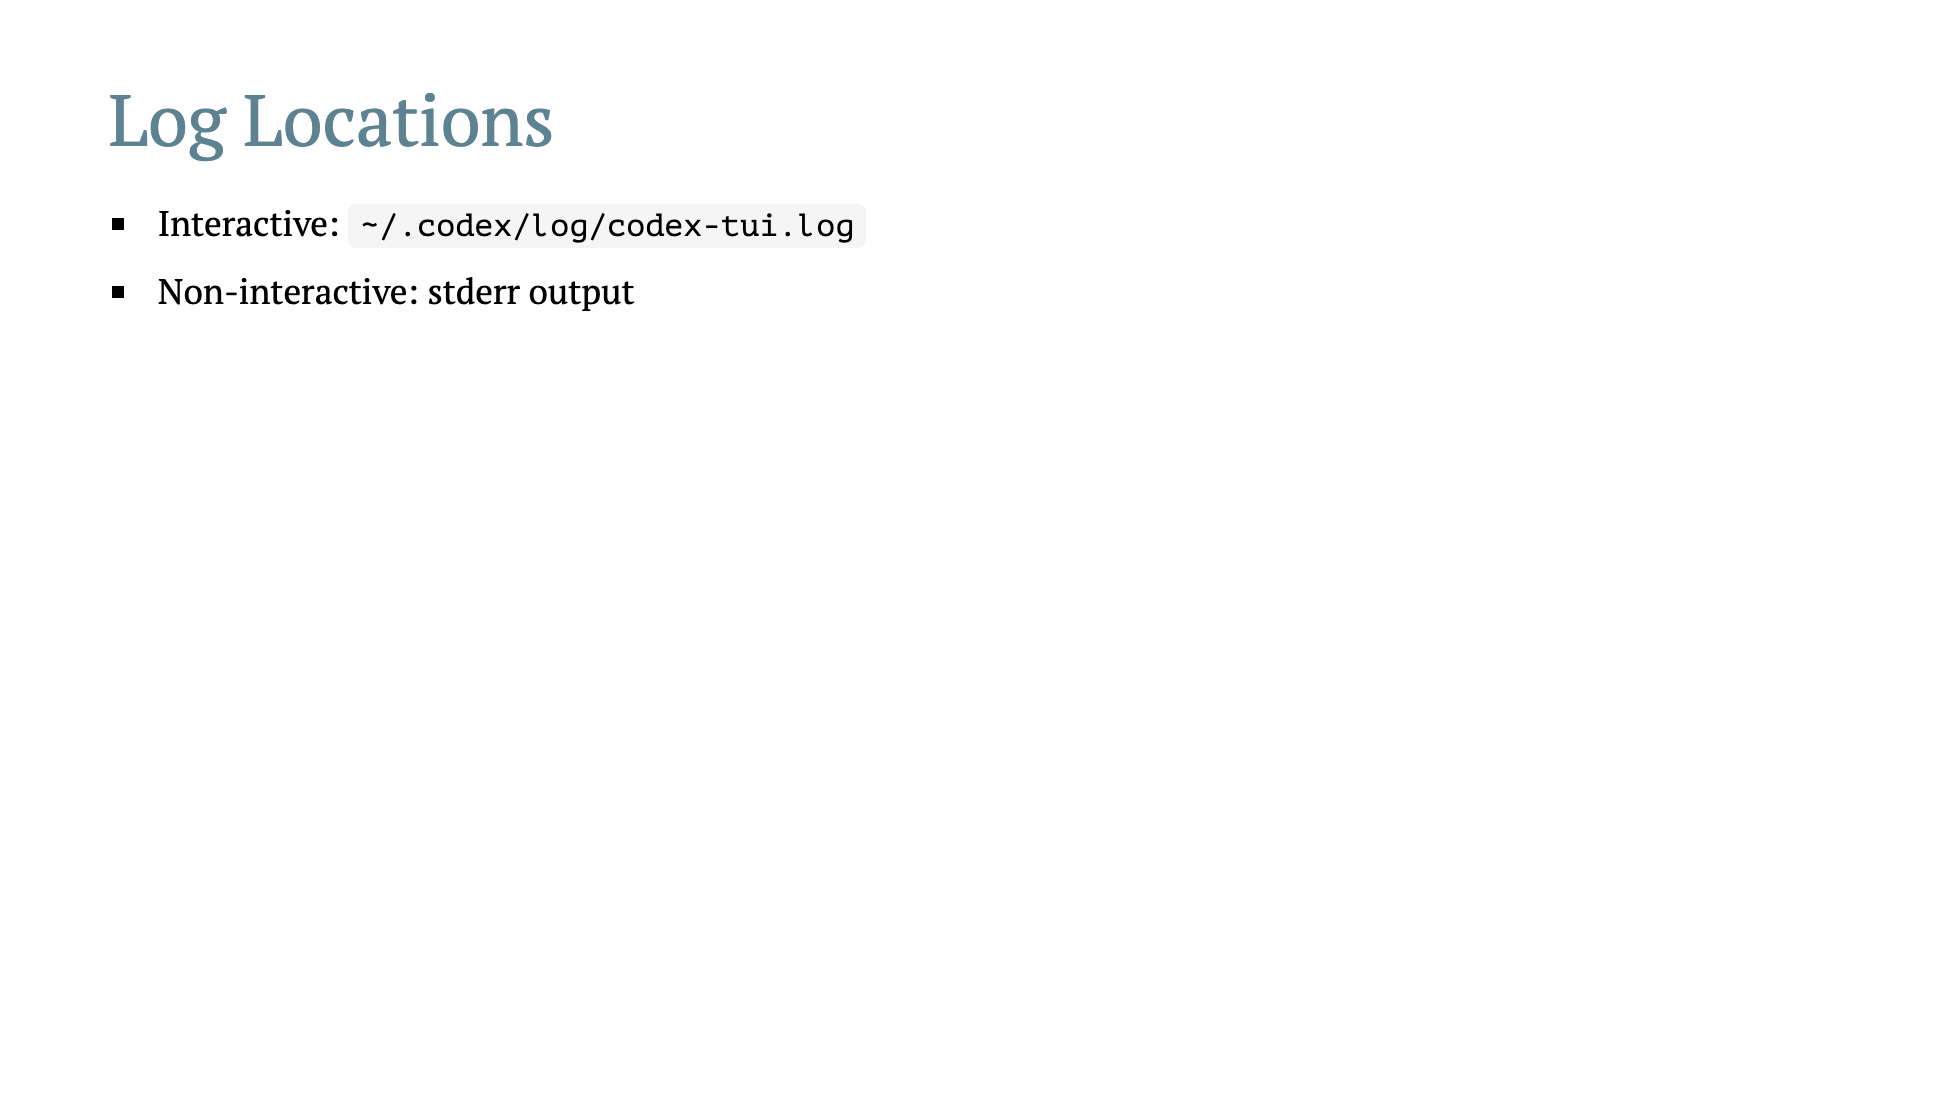 Log Locations
▪ Interactive: ~/.codex/log/codex-tui.log
▪ Non-interactive: stderr output